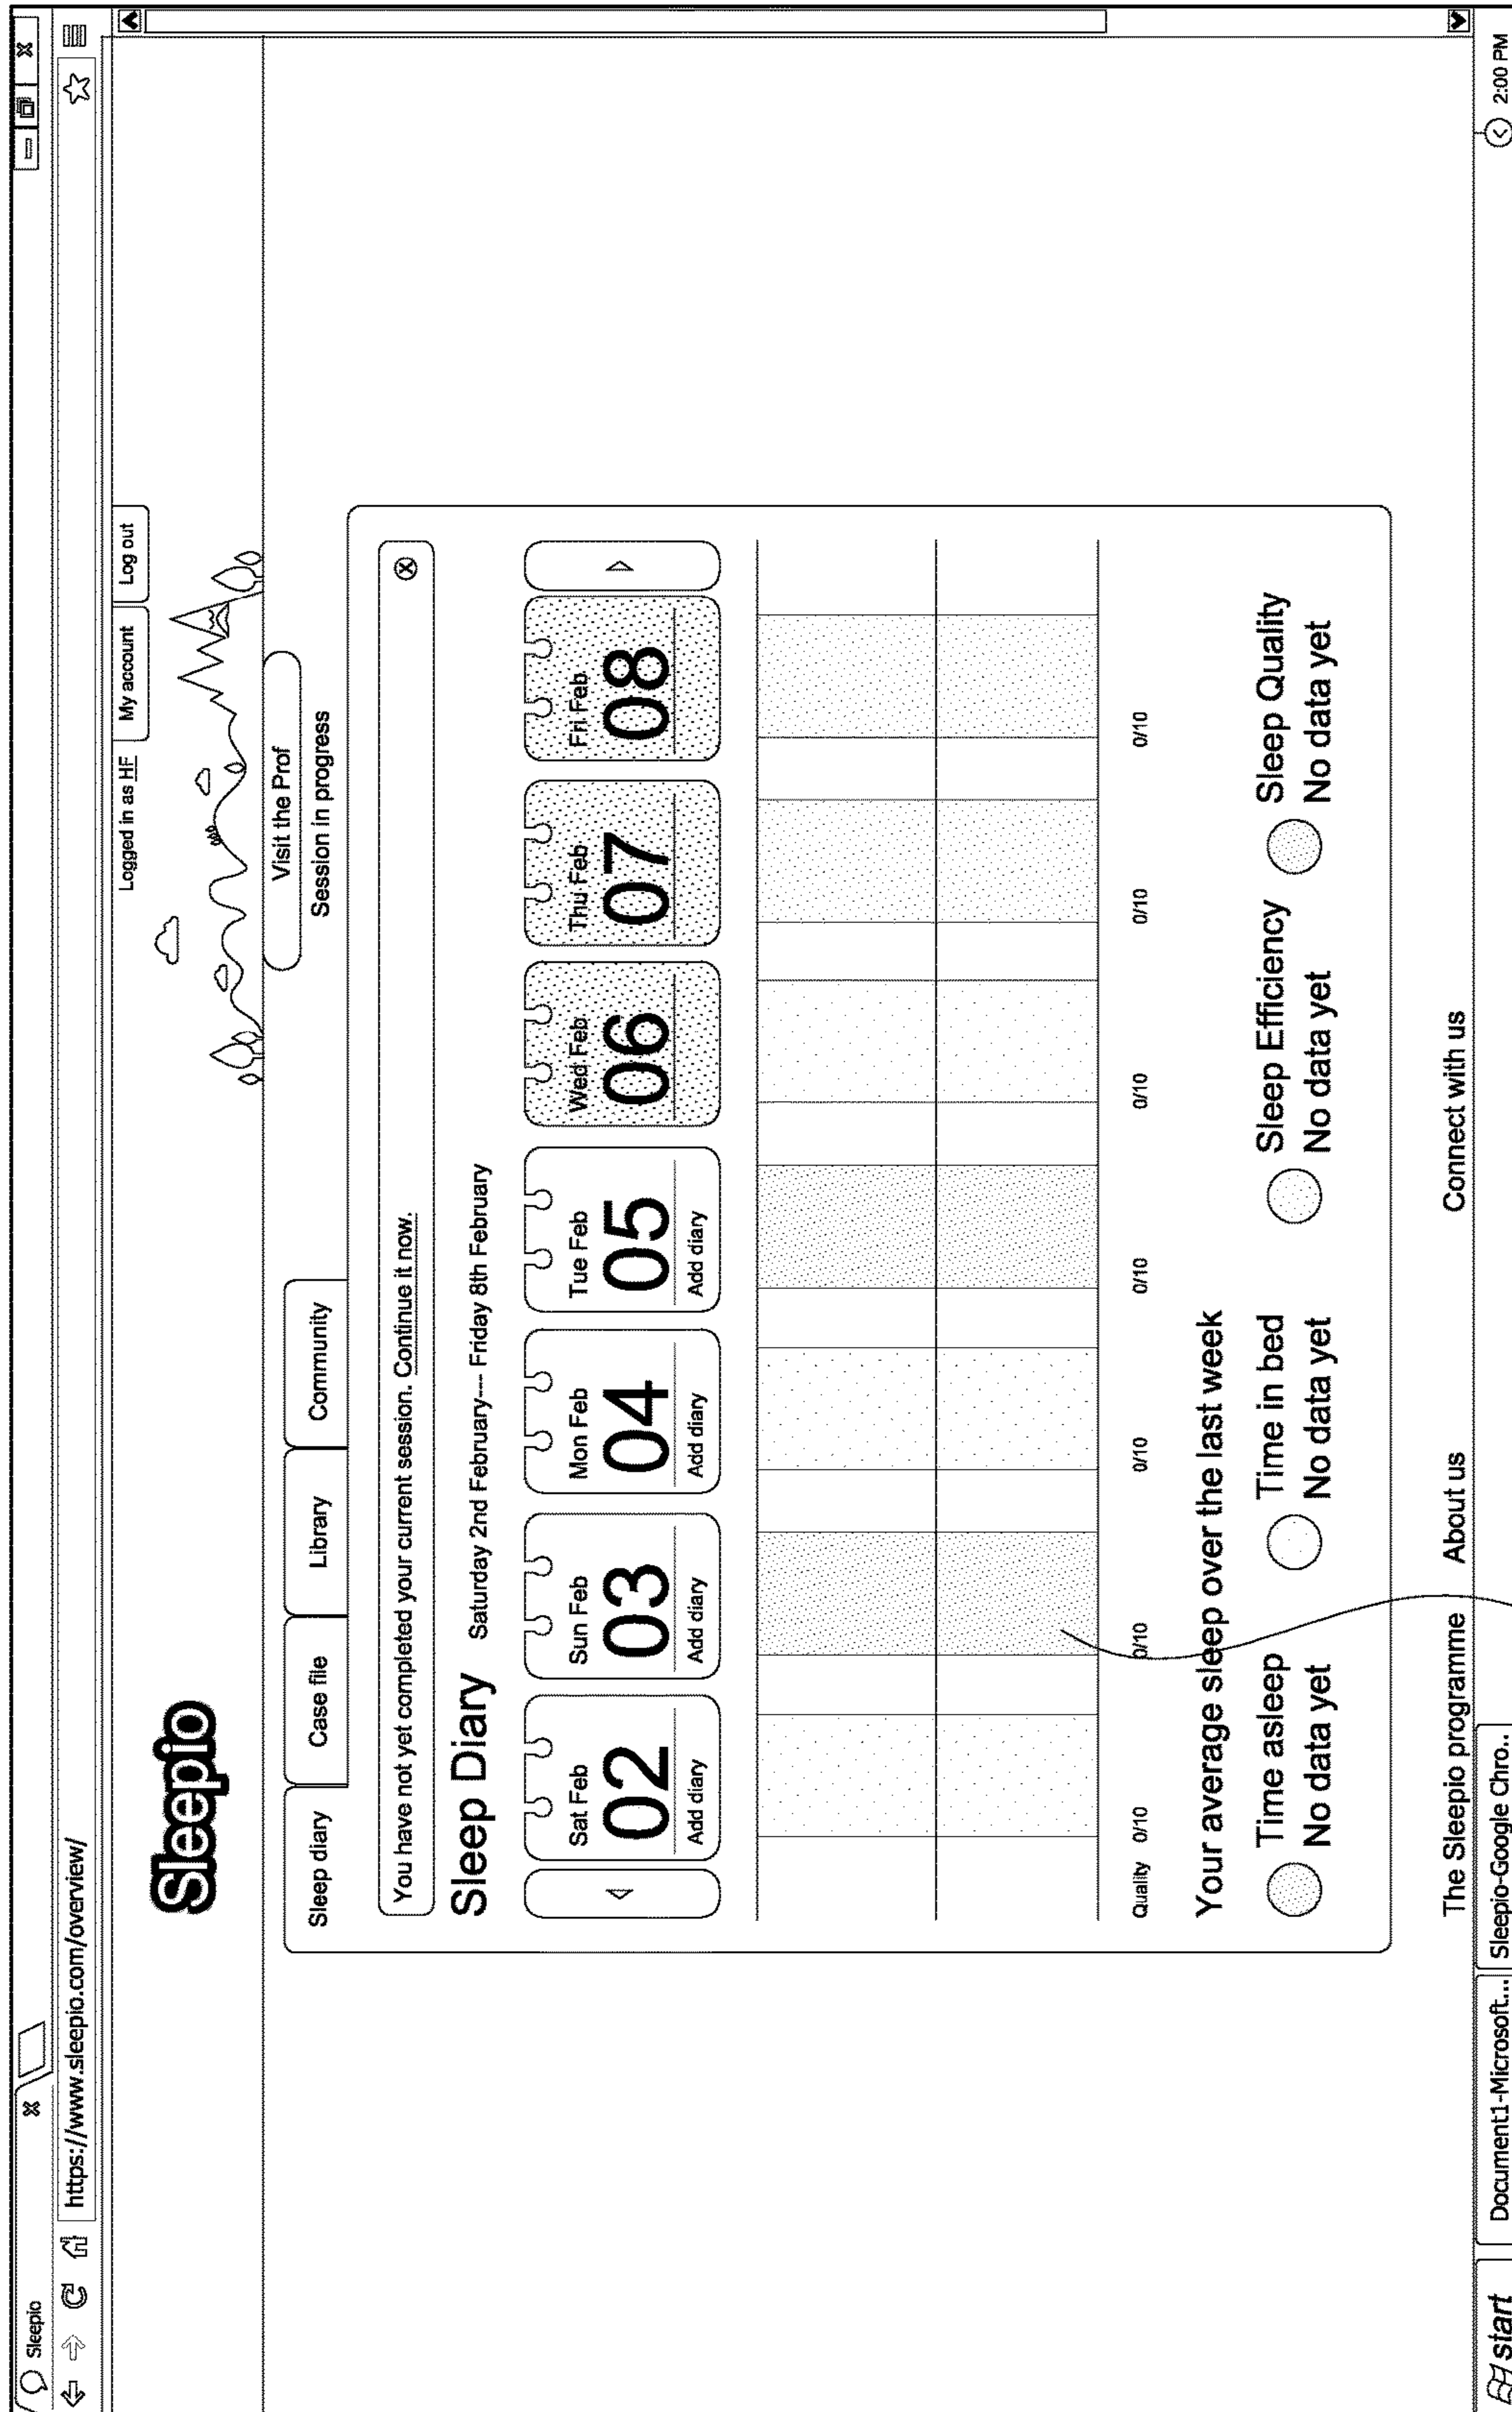 Sleepio
https://www.sleepio.com/overview/
Logged in as HF
My account
Log out
Sleepio
Visit the Prof
Session in progress
Sleep diary
Case file
Library
Community
You have not yet completed your current session. Continue it now.
Sleep Diary
Saturday 2nd February--- Friday 8th February
Sat Feb
02
Add diary
Sun Feb
03
Add diary
Mon Feb
04
Add diary
Tue Feb
05
Add diary
Wed Feb
06
Thu Feb
07
Fri Feb
08
Quality 0/10 0/10 0/10 0/10 0/10 0/10 0/10
Your average sleep over the last week
Time asleep
No data yet
Time in bed
No data yet
Sleep Efficiency
No data yet
Sleep Quality
No data yet
The Sleepio programme
About us
Connect with us
start
Document1-Microsoft...
Sleepio-Google Chro..
2:00 PM